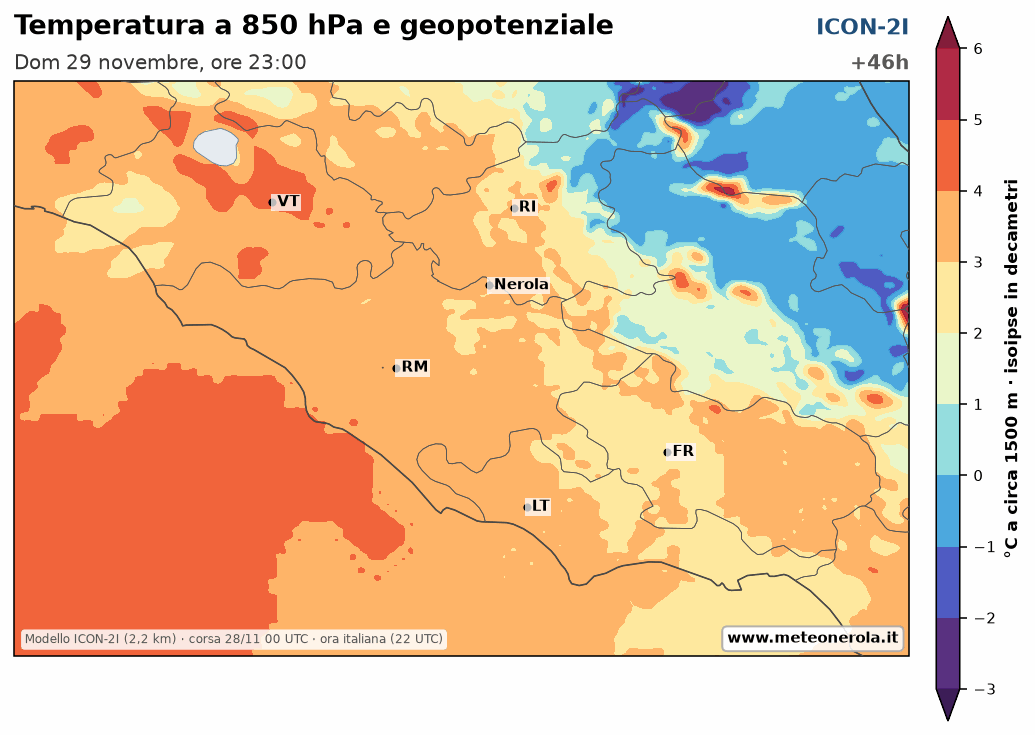 Temperatura a 850 hPa e geopotenziale
ICON-2I
Dom 29 novembre, ore 23:00
+46h
VT
RI
Nerola
RM
FR
LT
Modello ICON-2I (2,2 km) · corsa 28/11 00 UTC · ora italiana (22 UTC)
www.meteonerola.it
6
5
4
3
2
1
0
−1
−2
−3
°C a circa 1500 m · isoipse in decametri